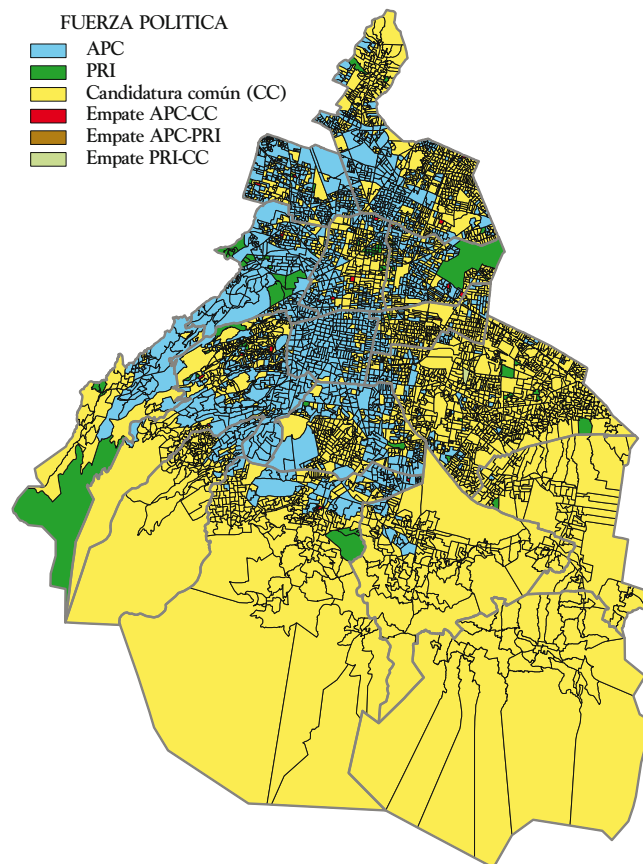 FUERZA POLITICA
APC
PRI
Candidatura común (CC)
Empate APC-CC
Empate APC-PRI
Empate PRI-CC